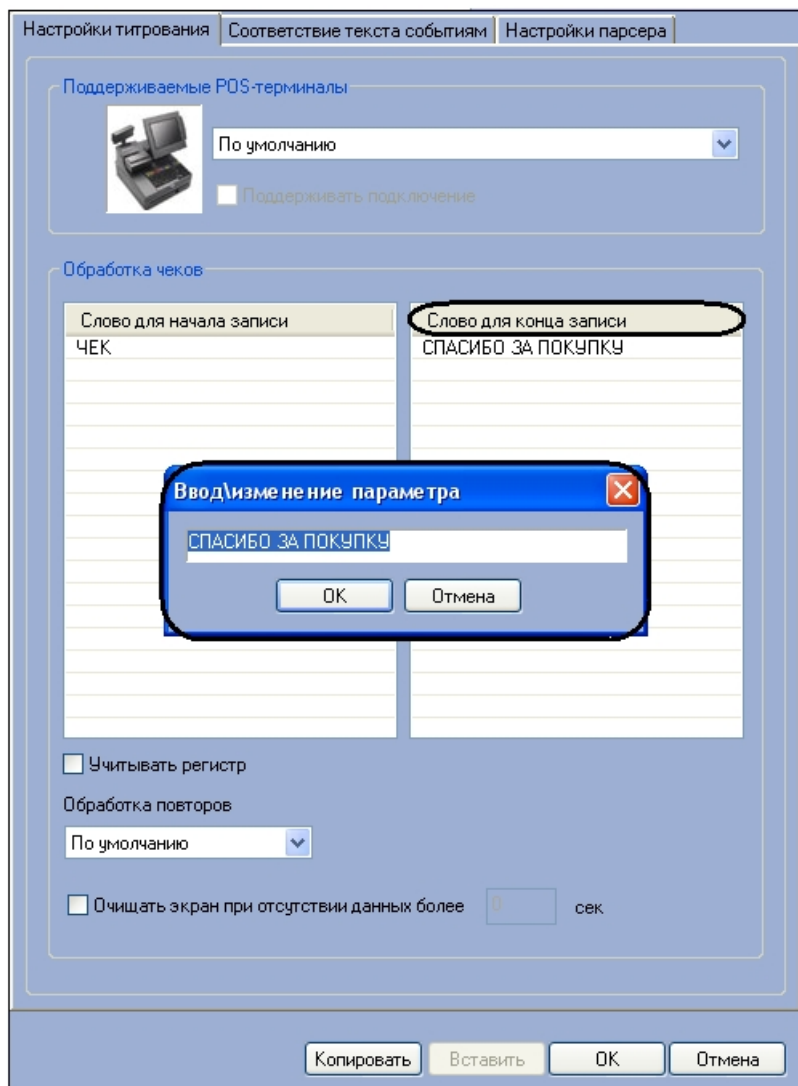 Настройки титрования Соответствие текста событиям Настройки парсера
Поддерживаемые POS-терминалы
По умолчанию
Поддерживать подключение
Обработка чеков
Слово для начала записи Слово для конца записи
ЧЕК СПАСИБО ЗА ПОКУПКУ
Ввод\изменение параметра
СПАСИБО ЗА ПОКУПКУ
OK Отмена
Учитывать регистр
Обработка повторов
По умолчанию
Очищать экран при отсутствии данных более 0 сек
Копировать Вставить OK Отмена